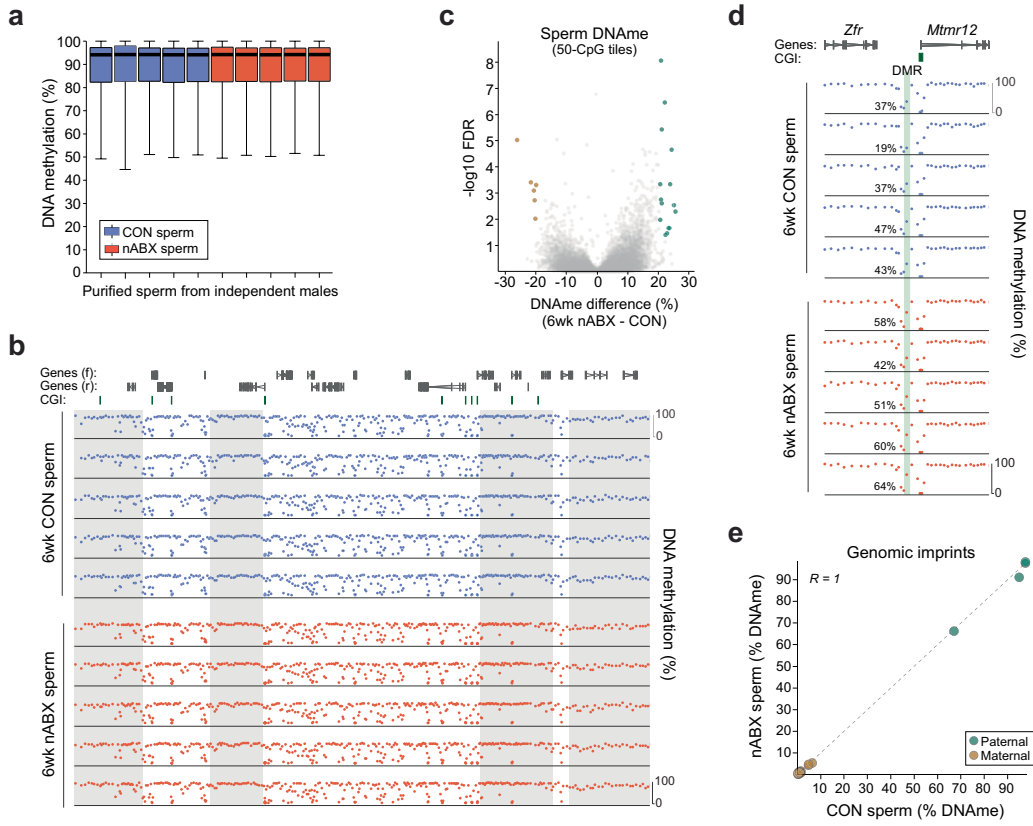 a
100
90
80
70
60
50
40
30
20
10
0
DNA methylation (%)
CON sperm
nABX sperm
Purified sperm from independent males
b
Genes (f):
Genes (r):
CGI:
100
0
6wk CON sperm
6wk nABX sperm
DNA methylation (%)
100
0
c
Sperm DNAme
(50-CpG tiles)
-log10 FDR
-8
-7
-6
-5
4
3
2
1
-30
-20
-10
0
10
20
30
DNAme difference (%)
(6wk nABX - CON)
d
Zfr
Mtmr12
Genes:
CGI:
DMR
100
0
37%
19%
37%
47%
43%
6wk CON sperm
58%
42%
51%
60%
64%
6wk nABX sperm
DNA methylation (%)
100
0
e
Genomic imprints
R = 1
nABX sperm (% DNAme)
90
80
70
60
50
40
30
20
10
Paternal
Maternal
10 20 30 40 50 60 70 80 90
CON sperm (% DNAme)